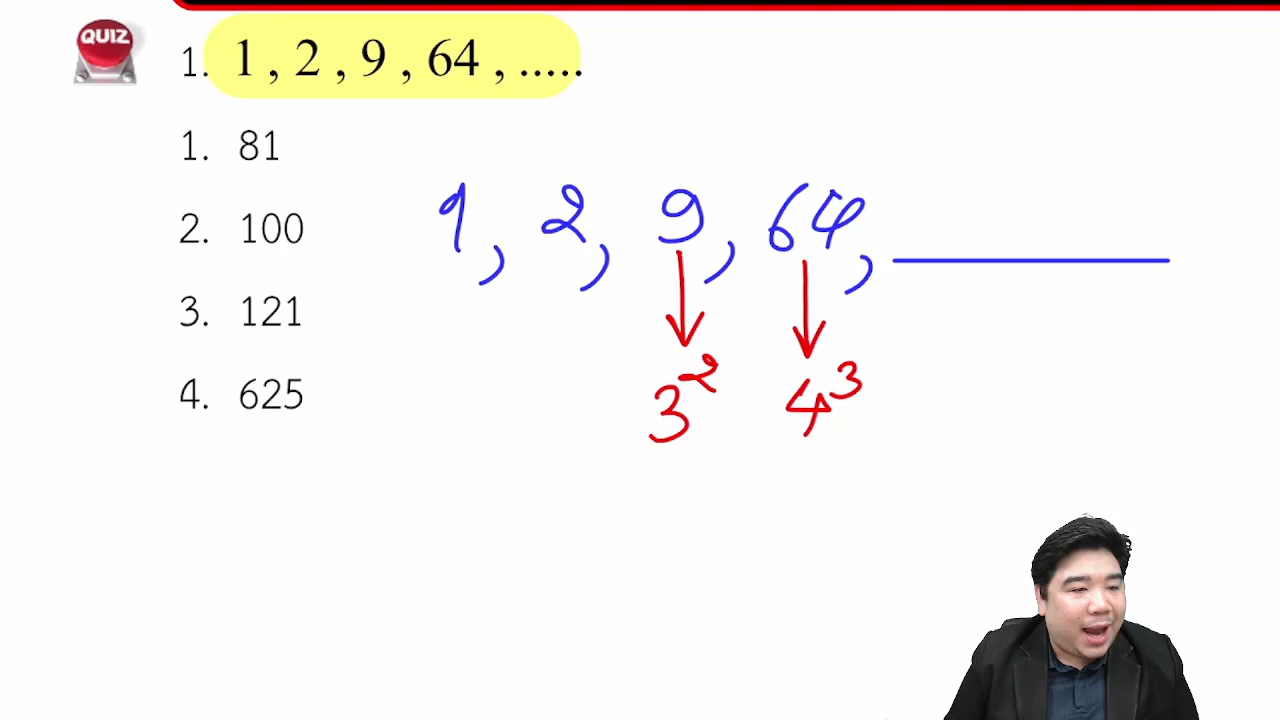 QUIZ
1. 1 , 2 , 9 , 64 , .....
1. 81
2. 100
3. 121
4. 625
1, 2, 9, 64, ______
3² 4³